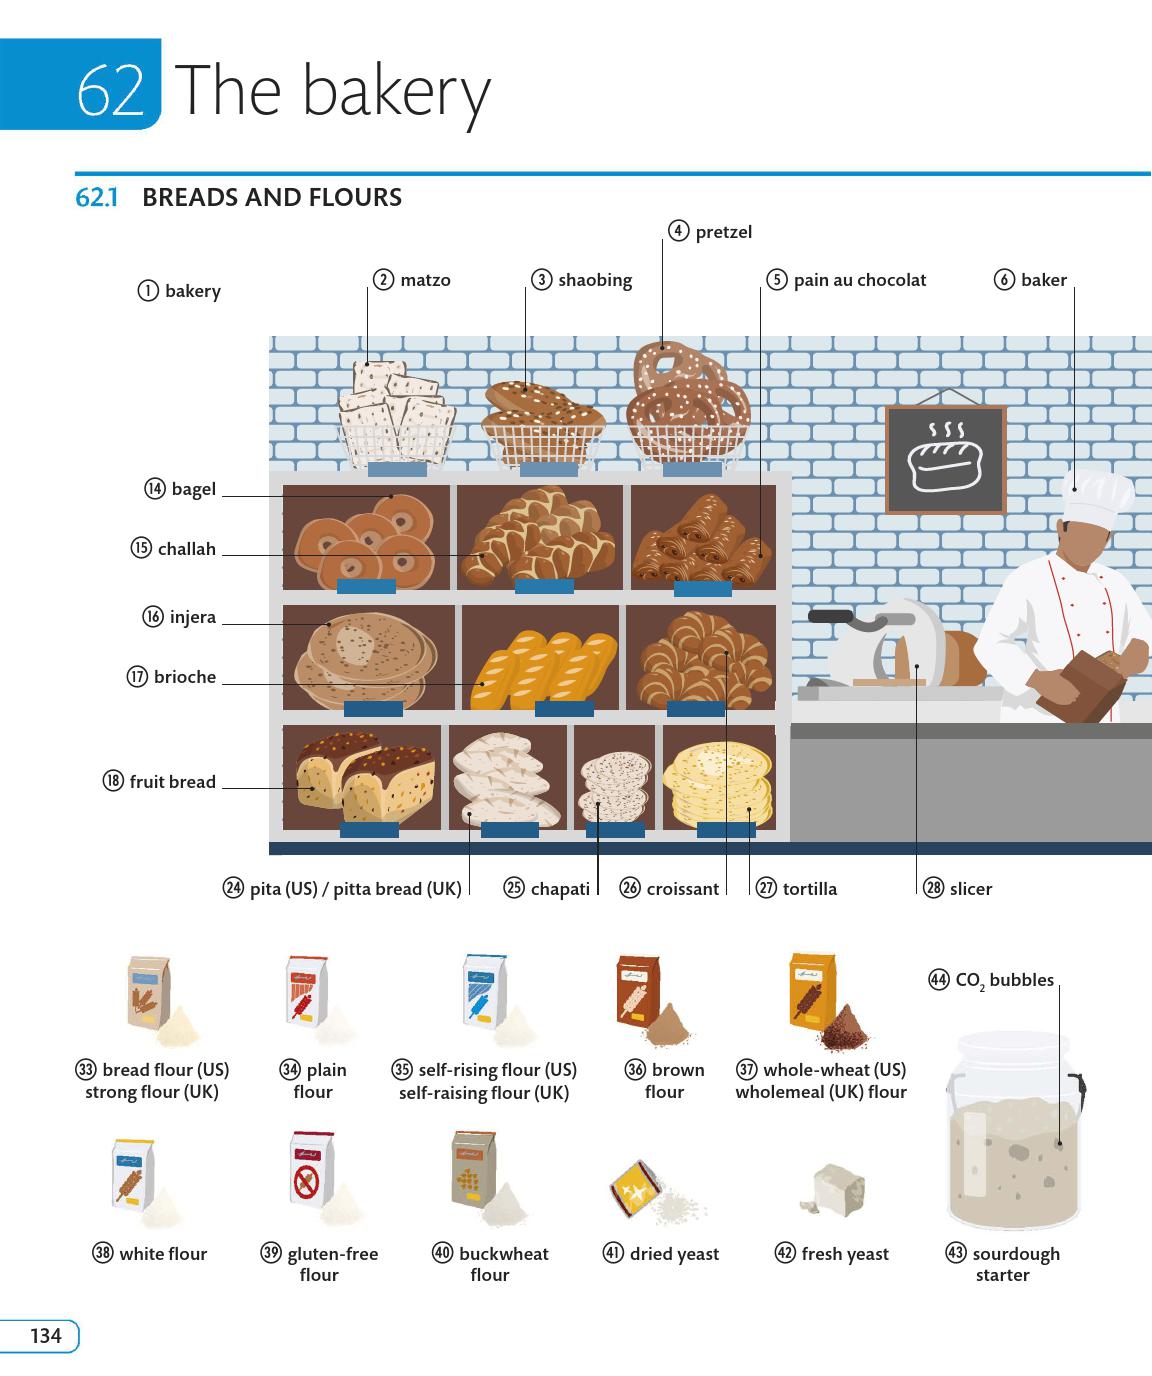 62 The bakery
62.1 BREADS AND FLOURS
4 pretzel
1 bakery
2 matzo
3 shaobing
5 pain au chocolat
6 baker
14 bagel
15 challah
16 injera
17 brioche
18 fruit bread
24 pita (US) / pitta bread (UK)
25 chapati
26 croissant
27 tortilla
28 slicer
44 CO₂ bubbles
33 bread flour (US)
strong flour (UK)
34 plain
flour
35 self-rising flour (US)
self-raising flour (UK)
36 brown
flour
37 whole-wheat (US)
wholemeal (UK) flour
38 white flour
39 gluten-free
flour
40 buckwheat
flour
41 dried yeast
42 fresh yeast
43 sourdough
starter
134